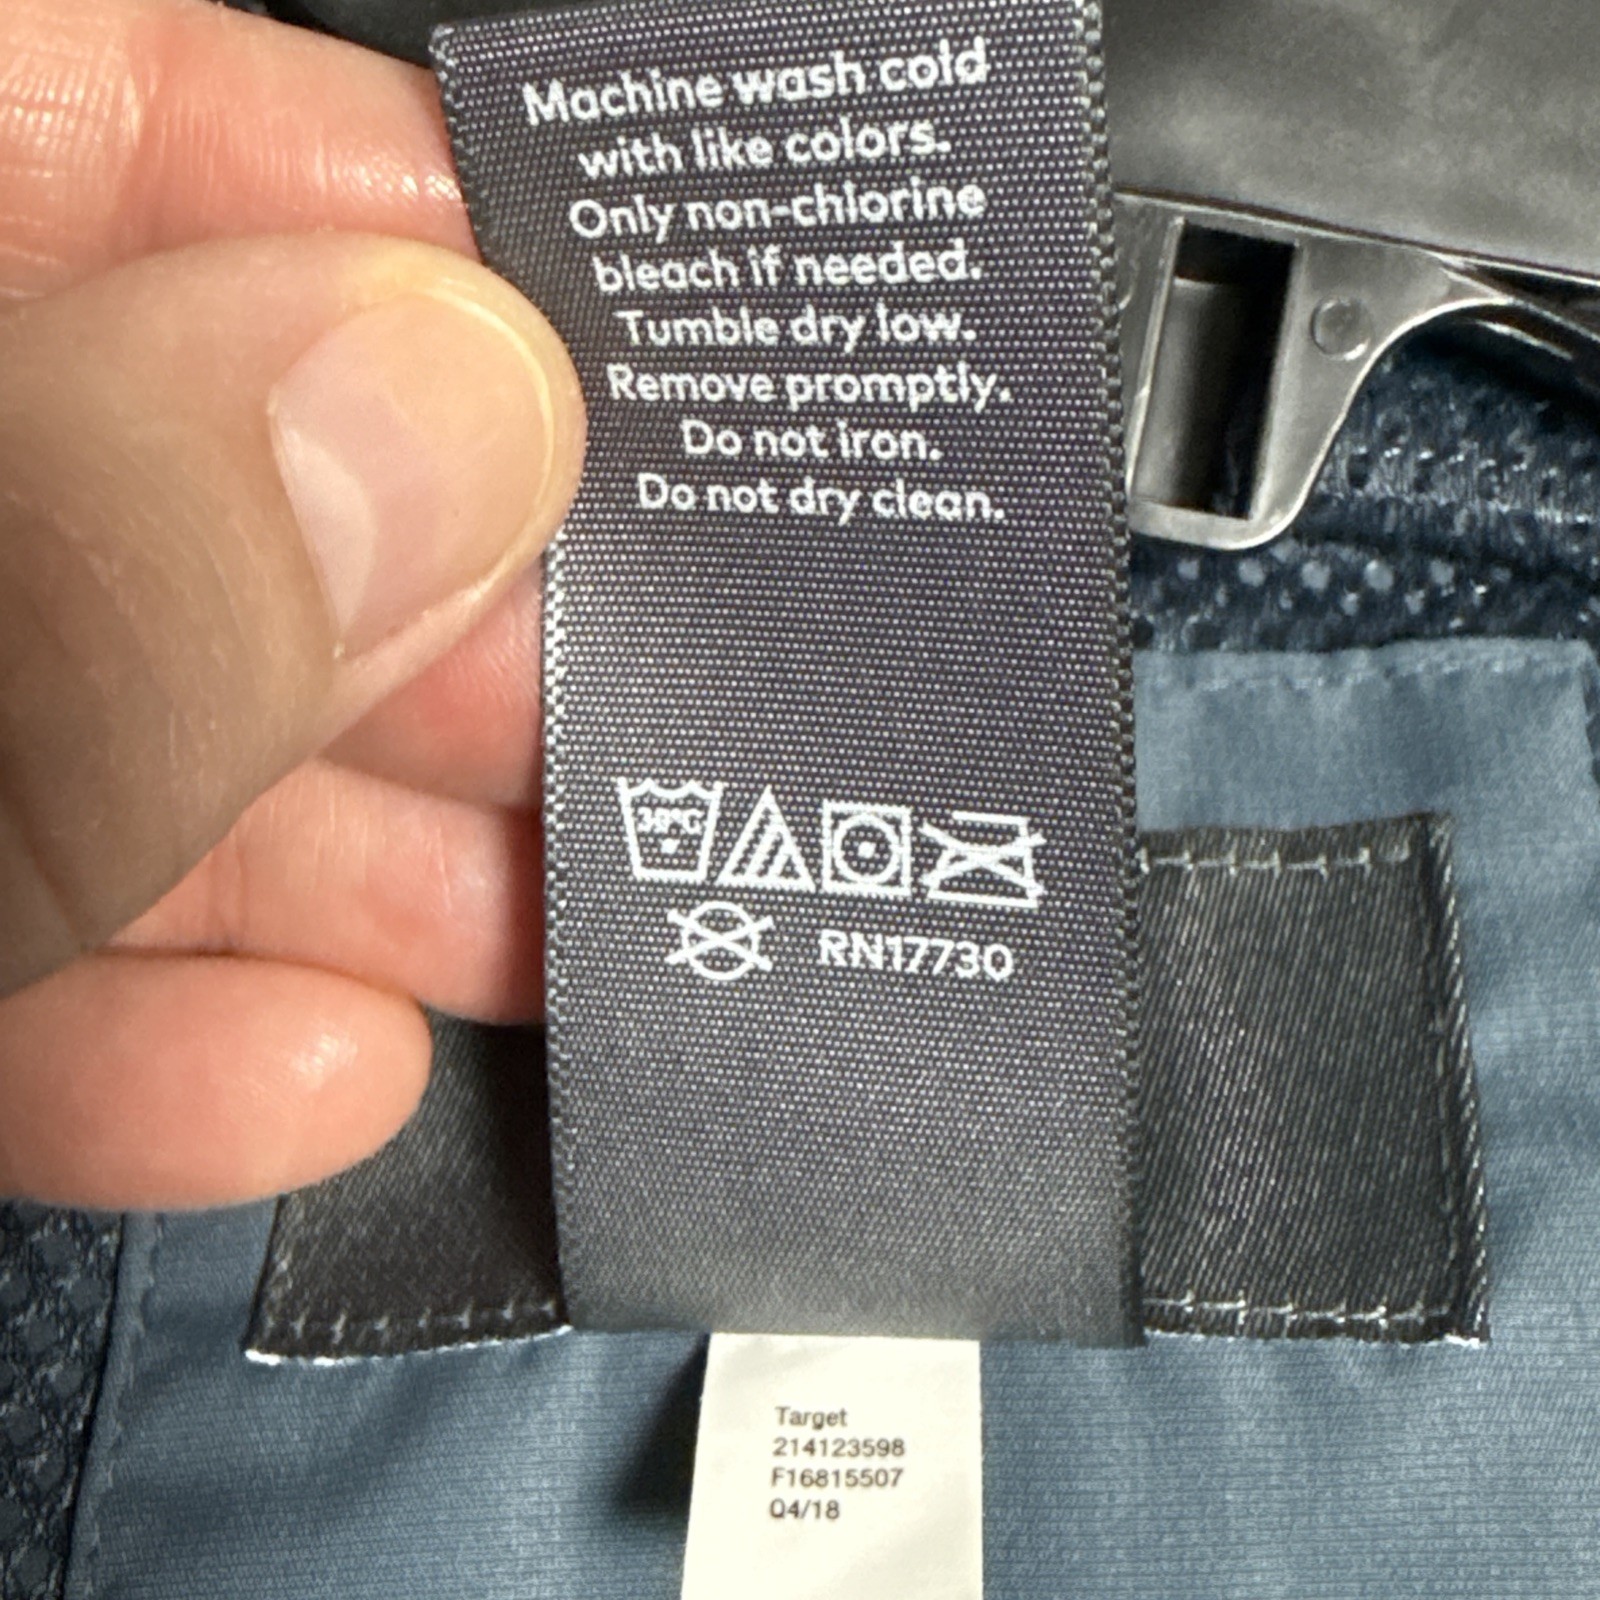 Machine wash cold
with like colors.
Only non-chlorine
bleach if needed.
Tumble dry low.
Remove promptly.
Do not iron.
Do not dry clean.
30°C
RN17730
Target
214123598
F16815507
Q4/18